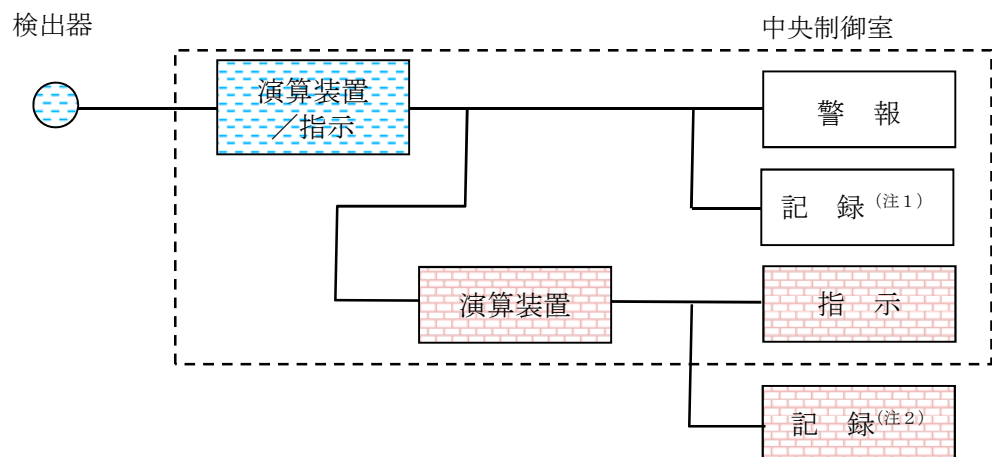 検出器
中央制御室
演算装置
／指示
警 報
記 録（注１）
演算装置
指 示
記 録(注２)